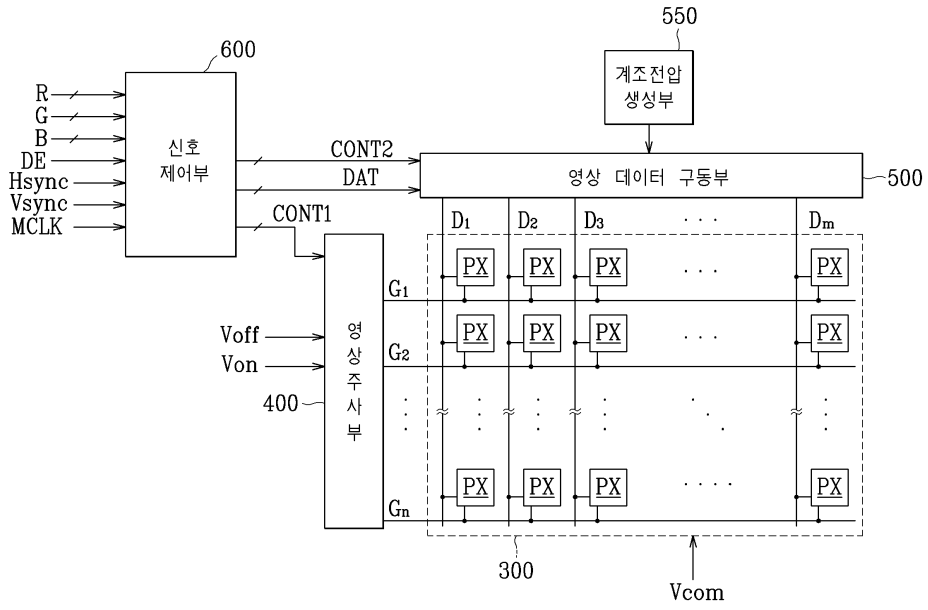 550
600
계조전압
생성부
R
G
B
DE
Hsync
Vsync
MCLK
신호
제어부
CONT2
DAT
CONT1
영상 데이터 구동부
500
D1 D2 D3 · · · Dm
PX PX PX · · · PX
G1
Voff
Von
400
영상주사부
PX PX PX · · · PX
G2
PX PX PX · · · · PX
Gn
300
Vcom